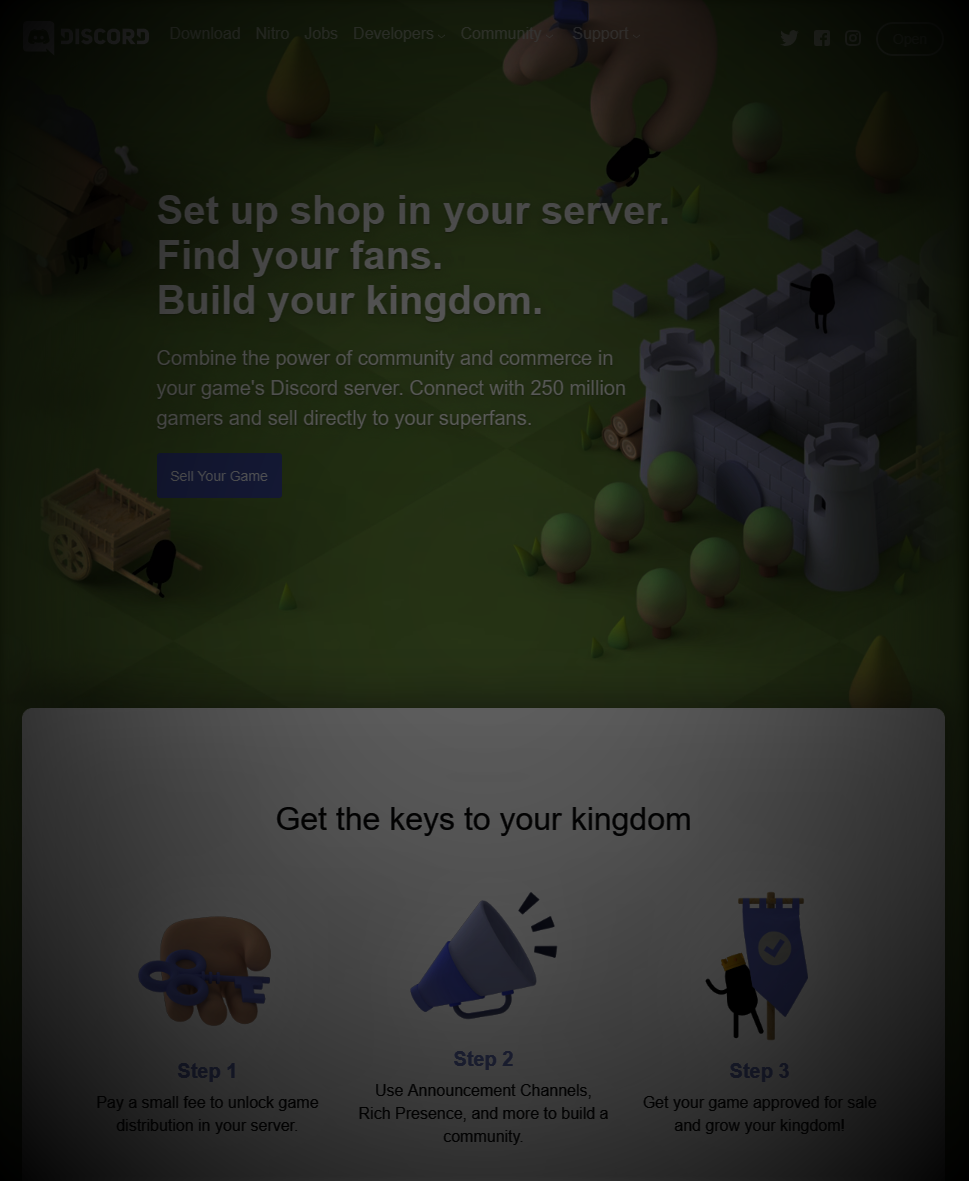 DISCORD Download Nitro Jobs Developers Community Support Open
Set up shop in your server.
Find your fans.
Build your kingdom.
Combine the power of community and commerce in
your game's Discord server. Connect with 250 million
gamers and sell directly to your superfans.
Sell Your Game
Get the keys to your kingdom
Step 1
Pay a small fee to unlock game
distribution in your server.
Step 2
Use Announcement Channels,
Rich Presence, and more to build a
community.
Step 3
Get your game approved for sale
and grow your kingdom!